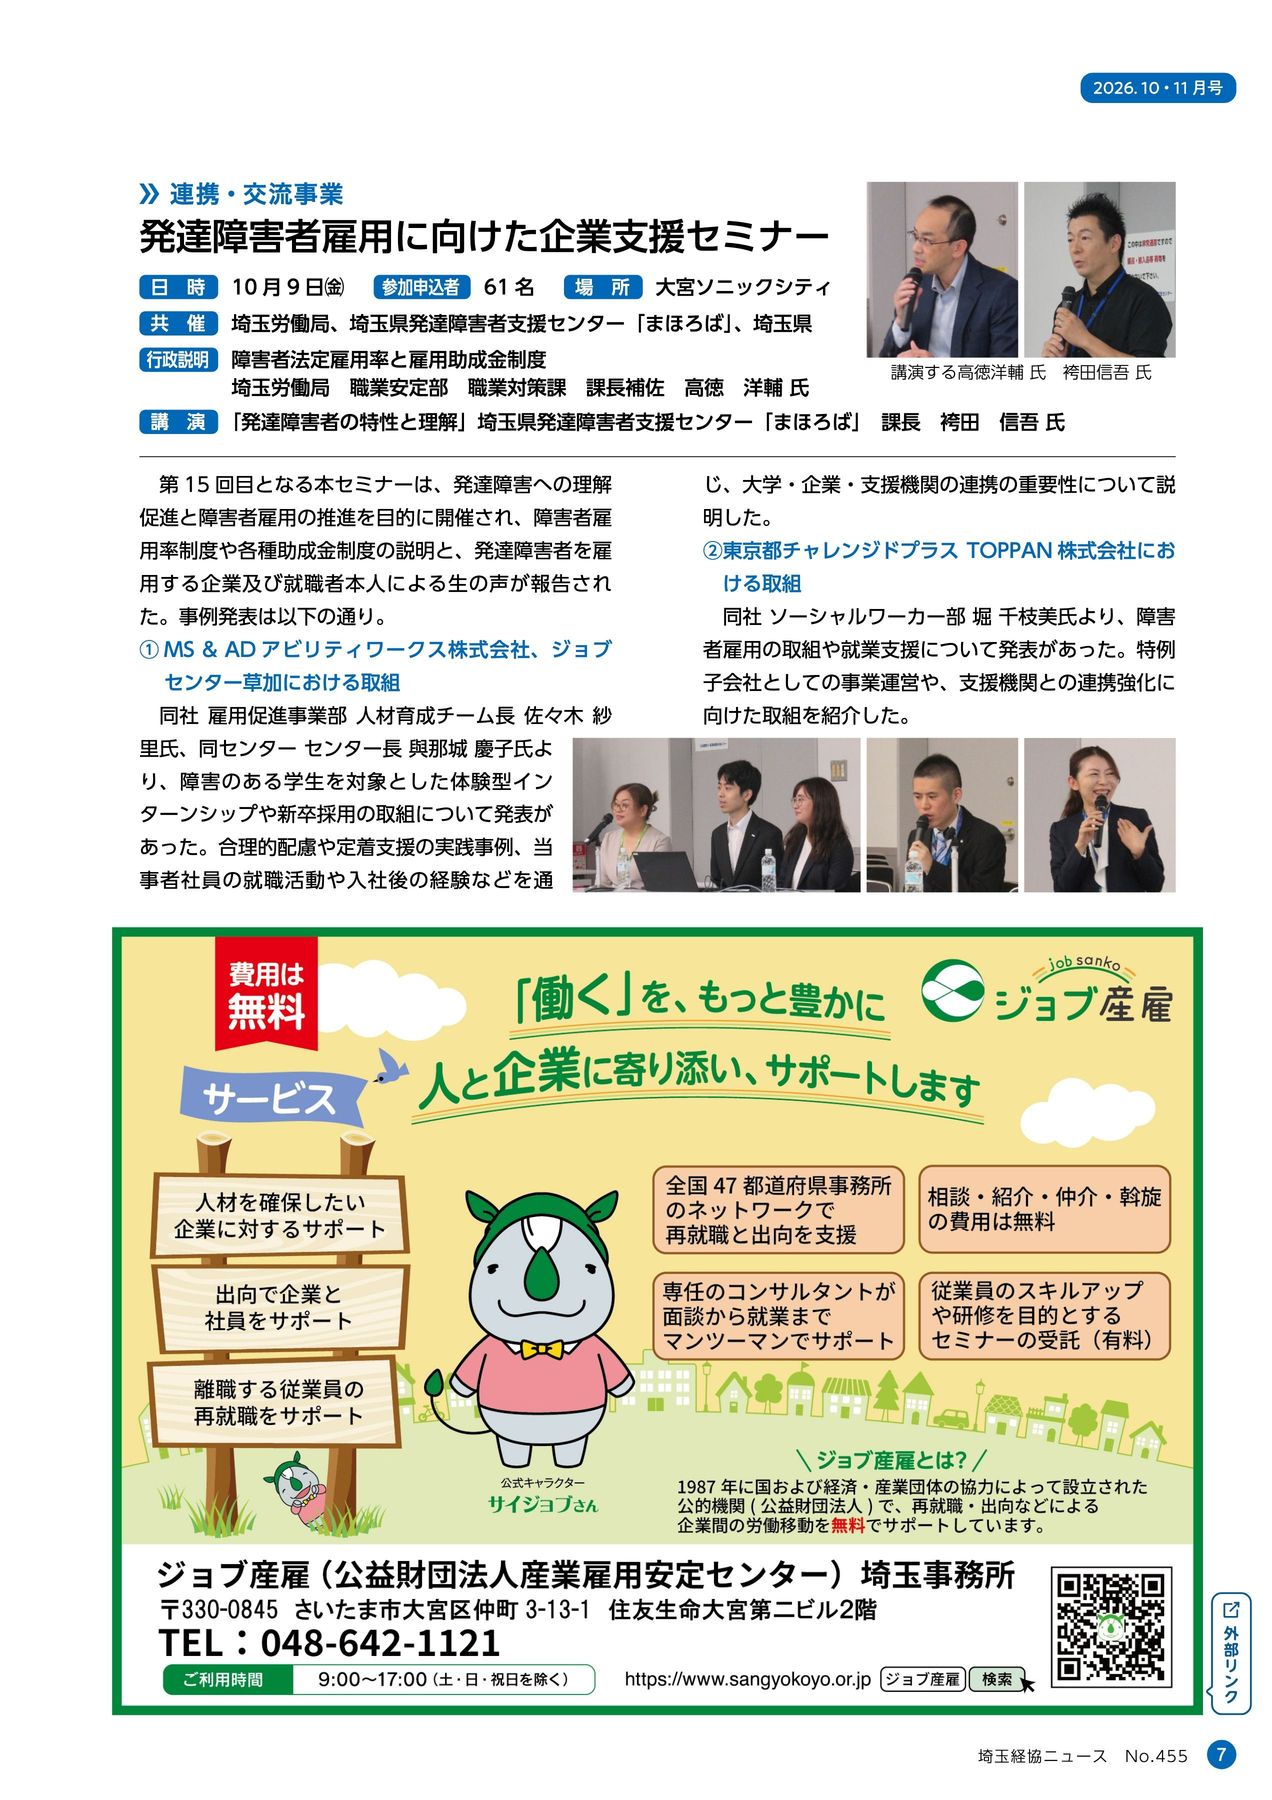 2026.10・11月号
連携・交流事業
発達障害者雇用に向けた企業支援セミナー
日　時　10月9日㈮　参加申込者　61名　場　所　大宮ソニックシティ
共　催　埼玉労働局、埼玉県発達障害者支援センター「まほろば」、埼玉県
行政説明　障害者法定雇用率と雇用助成金制度
埼玉労働局　職業安定部　職業対策課　課長補佐　高徳　洋輔 氏
講　演　「発達障害者の特性と理解」埼玉県発達障害者支援センター「まほろば」　課長　袴田　信吾 氏
講演する高徳洋輔 氏　袴田信吾 氏
第15回目となる本セミナーは、発達障害への理解
促進と障害者雇用の推進を目的に開催され、障害者雇
用率制度や各種助成金制度の説明と、発達障害者を雇
用する企業及び就職者本人による生の声が報告され
た。事例発表は以下の通り。
①MS & AD アビリティワークス株式会社、ジョブ
センター草加における取組
同社 雇用促進事業部 人材育成チーム長 佐々木 紗
里氏、同センター センター長 與那城 慶子氏よ
り、障害のある学生を対象とした体験型イン
ターンシップや新卒採用の取組について発表が
あった。合理的配慮や定着支援の実践事例、当
事者社員の就職活動や入社後の経験などを通
じ、大学・企業・支援機関の連携の重要性について説
明した。
②東京都チャレンジドプラス TOPPAN 株式会社にお
ける取組
同社 ソーシャルワーカー部 堀 千枝美氏より、障害
者雇用の取組や就業支援について発表があった。特例
子会社としての事業運営や、支援機関との連携強化に
向けた取組を紹介した。
費用は
無料
「働く」を、もっと豊かに
人と企業に寄り添い、サポートします
job sanko
ジョブ産雇
サービス
人材を確保したい
企業に対するサポート
出向で企業と
社員をサポート
離職する従業員の
再就職をサポート
公式キャラクター
サイジョブさん
全国47都道府県事務所
のネットワークで
再就職と出向を支援
相談・紹介・仲介・斡旋
の費用は無料
専任のコンサルタントが
面談から就業まで
マンツーマンでサポート
従業員のスキルアップ
や研修を目的とする
セミナーの受託（有料）
ジョブ産雇とは?
1987年に国および経済・産業団体の協力によって設立された
公的機関(公益財団法人)で、再就職・出向などによる
企業間の労働移動を無料でサポートしています。
ジョブ産雇（公益財団法人産業雇用安定センター）埼玉事務所
〒330-0845 さいたま市大宮区仲町 3-13-1 住友生命大宮第二ビル2階
TEL：048-642-1121
ご利用時間　9:00〜17:00（土・日・祝日を除く）
https://www.sangyokoyo.or.jp　ジョブ産雇　検索
外部リンク
埼玉経協ニュース　No.455　7